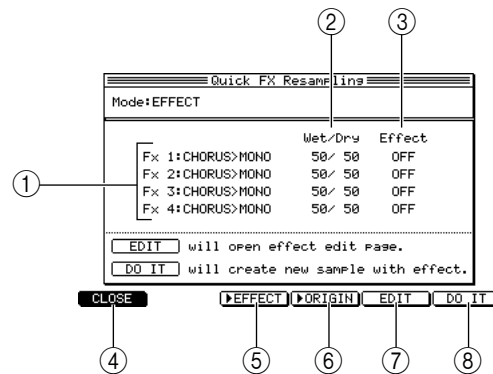 ② ③
Quick FX Resampling
Mode:EFFECT
Wet/Dry Effect
① Fx 1:CHORUS>MONO 50/ 50 OFF
Fx 2:CHORUS>MONO 50/ 50 OFF
Fx 3:CHORUS>MONO 50/ 50 OFF
Fx 4:CHORUS>MONO 50/ 50 OFF
EDIT will open effect edit page.
DO IT will create new sample with effect.
CLOSE ▶EFFECT ▶ORIGIN EDIT DO IT
④ ⑤ ⑥ ⑦ ⑧